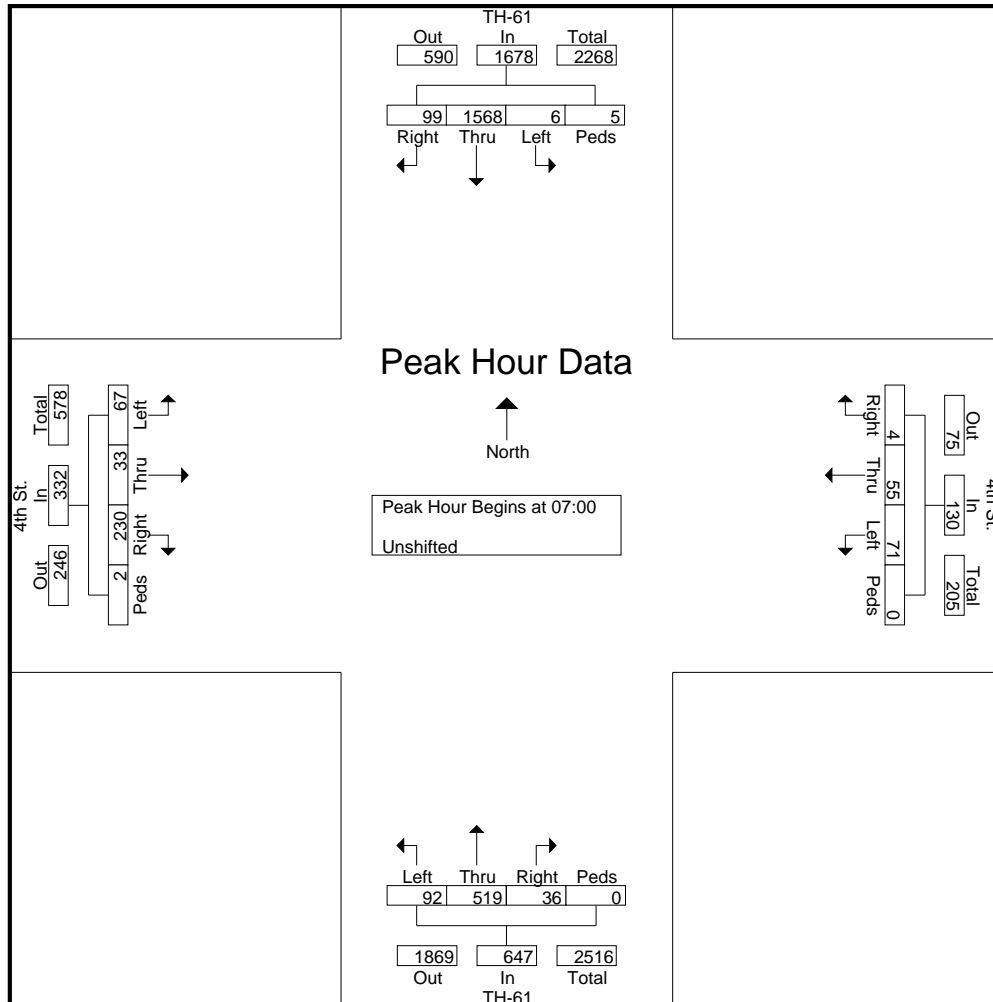 TH-61
Out In Total
590 1678 2268
99 1568 6 5
Right Thru Left Peds
Peak Hour Data
North
Peak Hour Begins at 07:00
Unshifted
4th St.
Out In Total
246 332 578
2 230 33 67
Peds Right Thru Left
4th St.
Out In Total
75 130 205
4 55 71 0
Right Thru Left Peds
Left Thru Right Peds
92 519 36 0
1869 647 2516
Out In Total
TH-61